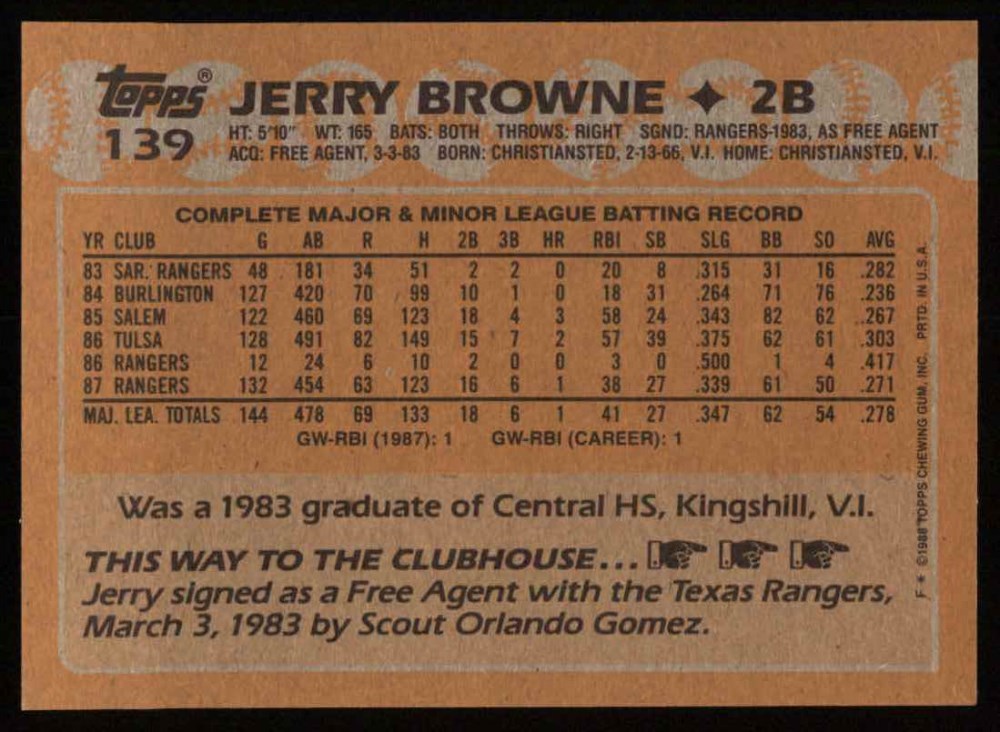 Topps® JERRY BROWNE ✦ 2B
139 HT: 5'10" WT: 165 BATS: BOTH THROWS: RIGHT SGND: RANGERS-1983, AS FREE AGENT
ACQ: FREE AGENT, 3-3-83 BORN: CHRISTIANSTED, 2-13-66, V.I. HOME: CHRISTIANSTED, V.I.
COMPLETE MAJOR & MINOR LEAGUE BATTING RECORD
YR CLUB G AB R H 2B 3B HR RBI SB SLG BB SO AVG
83 SAR. RANGERS 48 181 34 51 2 2 0 20 8 .315 31 16 .282
84 BURLINGTON 127 420 70 99 10 1 0 18 31 .264 71 76 .236
85 SALEM 122 460 69 123 18 4 3 58 24 .343 82 62 .267
86 TULSA 128 491 82 149 15 7 2 57 39 .375 62 61 .303
86 RANGERS 12 24 6 10 2 0 0 3 0 .500 1 4 .417
87 RANGERS 132 454 63 123 16 6 1 38 27 .339 61 50 .271
MAJ. LEA. TOTALS 144 478 69 133 18 6 1 41 27 .347 62 54 .278
GW-RBI (1987): 1 GW-RBI (CAREER): 1
Was a 1983 graduate of Central HS, Kingshill, V.I.
THIS WAY TO THE CLUBHOUSE...
Jerry signed as a Free Agent with the Texas Rangers,
March 3, 1983 by Scout Orlando Gomez.
F* ©1988 TOPPS CHEWING GUM, INC. PRTD. IN U.S.A.